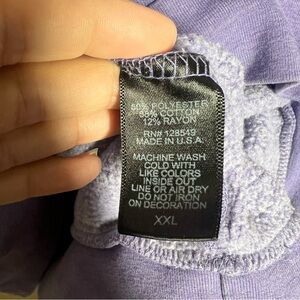 50% POLYESTER
38% COTTON
12% RAYON
RN# 128549
MADE IN U.S.A.
MACHINE WASH
COLD WITH
LIKE COLORS
INSIDE OUT
LINE OR AIR DRY
DO NOT IRON
ON DECORATION
XXL